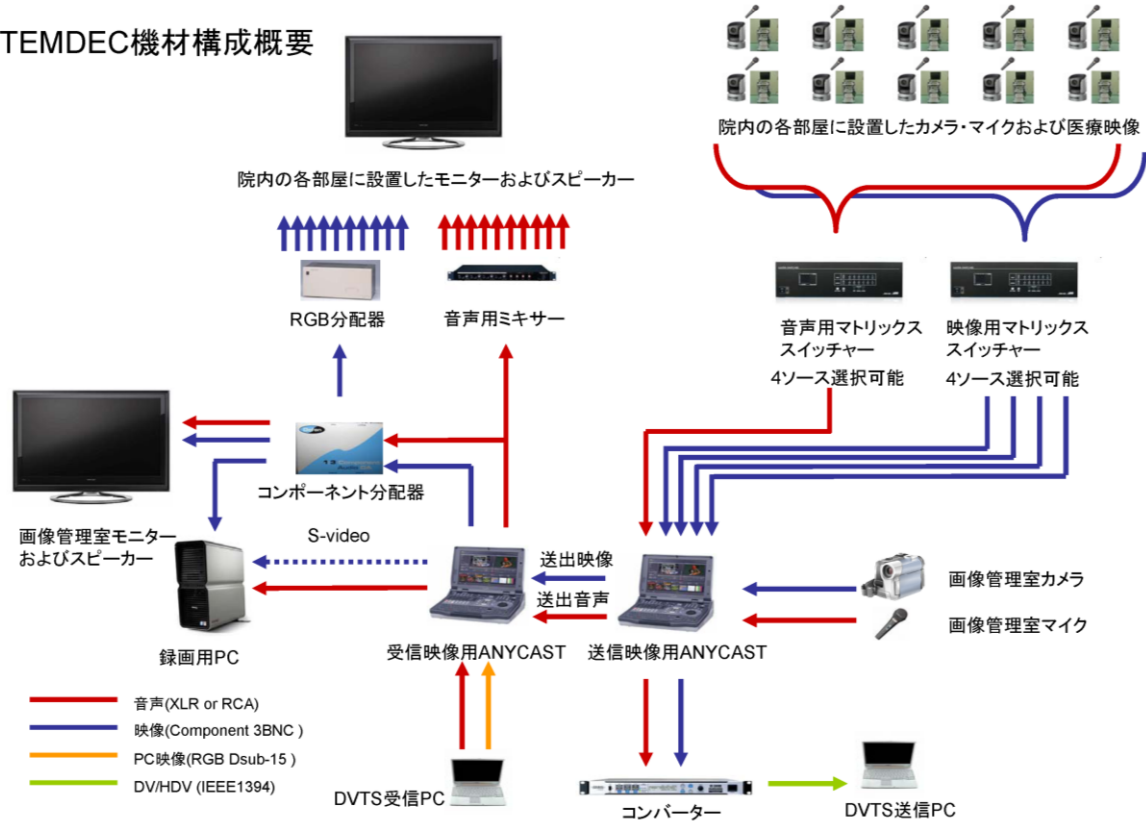 TEMDEC機材構成概要
院内の各部屋に設置したカメラ・マイクおよび医療映像
院内の各部屋に設置したモニターおよびスピーカー
RGB分配器
音声用ミキサー
音声用マトリックス
スイッチャー
4ソース選択可能
映像用マトリックス
スイッチャー
4ソース選択可能
コンポーネント分配器
画像管理室モニター
およびスピーカー
S-video
送出映像
送出音声
画像管理室カメラ
画像管理室マイク
録画用PC
受信映像用ANYCAST
送信映像用ANYCAST
音声(XLR or RCA)
映像(Component 3BNC )
PC映像(RGB Dsub-15 )
DV/HDV (IEEE1394)
DVTS受信PC
コンバーター
DVTS送信PC